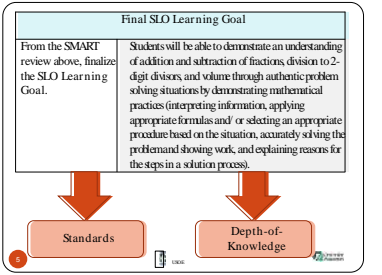 Final SLO Learning Goal
From the SMART
review above, finalize
the SLO Learning
Goal.
Students will be able to demonstrate an understanding
of addition and subtraction of fractions, division to 2-
digit divisors, and volume through authentic problem
solving situations by demonstrating mathematical
practices (interpreting information, applying
appropriate formulas and/ or selecting an appropriate
procedure based on the situation, accurately solving the
problem and showing work, and explaining reasons for
the steps in a solution process).
Standards
Depth-of-
Knowledge
5
USOE